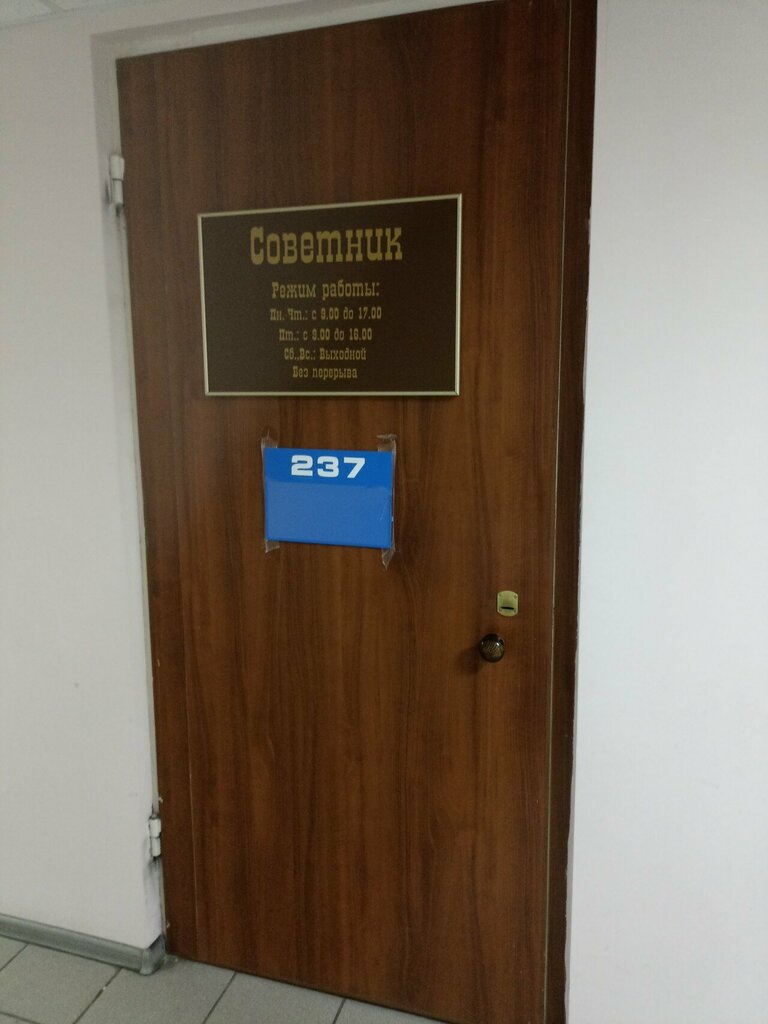 Советник
Режим работы:
Пн. Чт.: с 9.00 до 17.00
Пт.: с 9.00 до 16.00
Сб.,Вс.: Выходной
Без перерыва
237